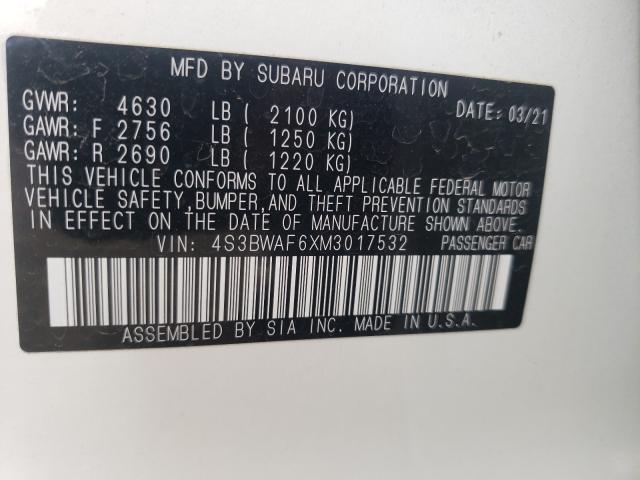 MFD BY SUBARU CORPORATION
GVWR: 4630 LB ( 2100 KG) DATE: 03/21
GAWR: F 2756 LB ( 1250 KG)
GAWR: R 2690 LB ( 1220 KG)
THIS VEHICLE CONFORMS TO ALL APPLICABLE FEDERAL MOTOR
VEHICLE SAFETY, BUMPER, AND THEFT PREVENTION STANDARDS
IN EFFECT ON THE DATE OF MANUFACTURE SHOWN ABOVE.
VIN: 4S3BWAF6XM3017532 PASSENGER CAR
ASSEMBLED BY SIA INC. MADE IN U.S.A.